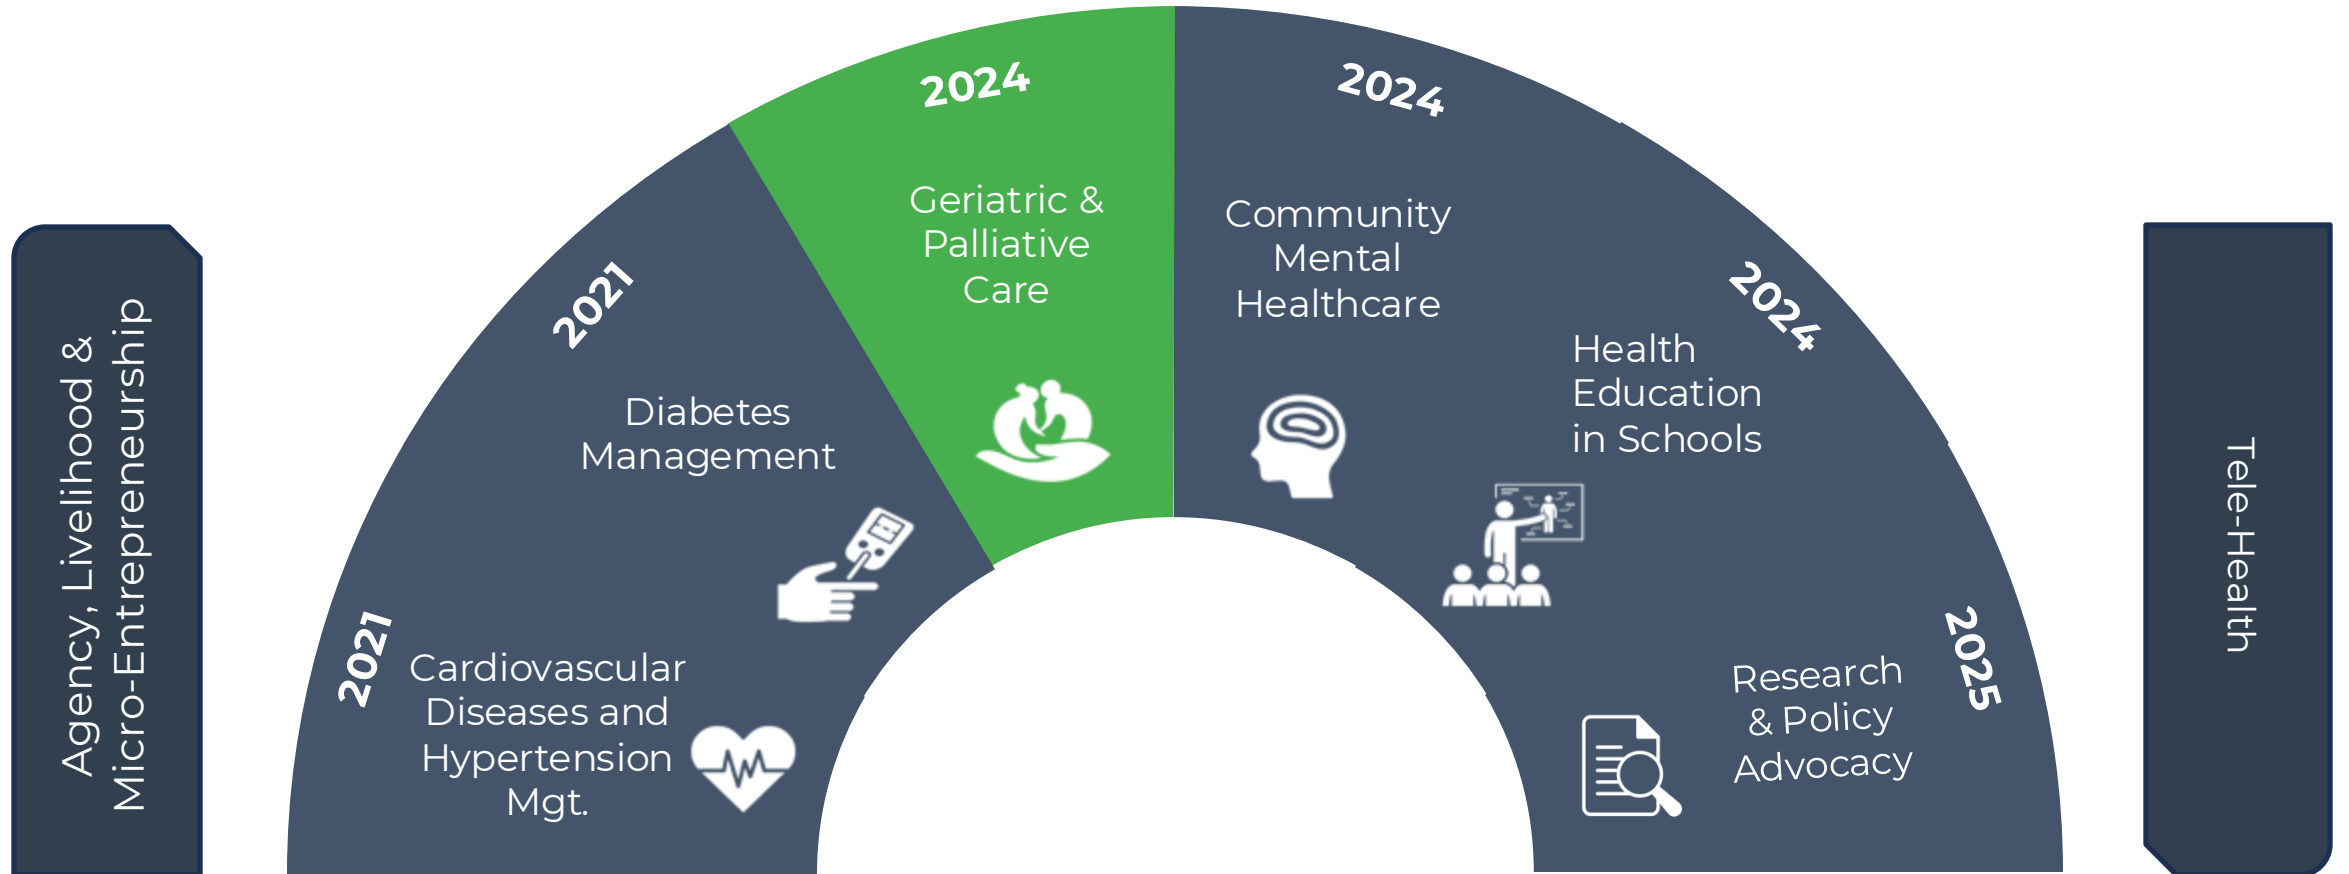 Agency, Livelihood &
Micro-Entrepreneurship
2021
Cardiovascular
Diseases and
Hypertension
Mgt.
2021
Diabetes
Management
2024
Geriatric &
Palliative
Care
2024
Community
Mental
Healthcare
2024
Health
Education
in Schools
2025
Research
& Policy
Advocacy
Tele-Health